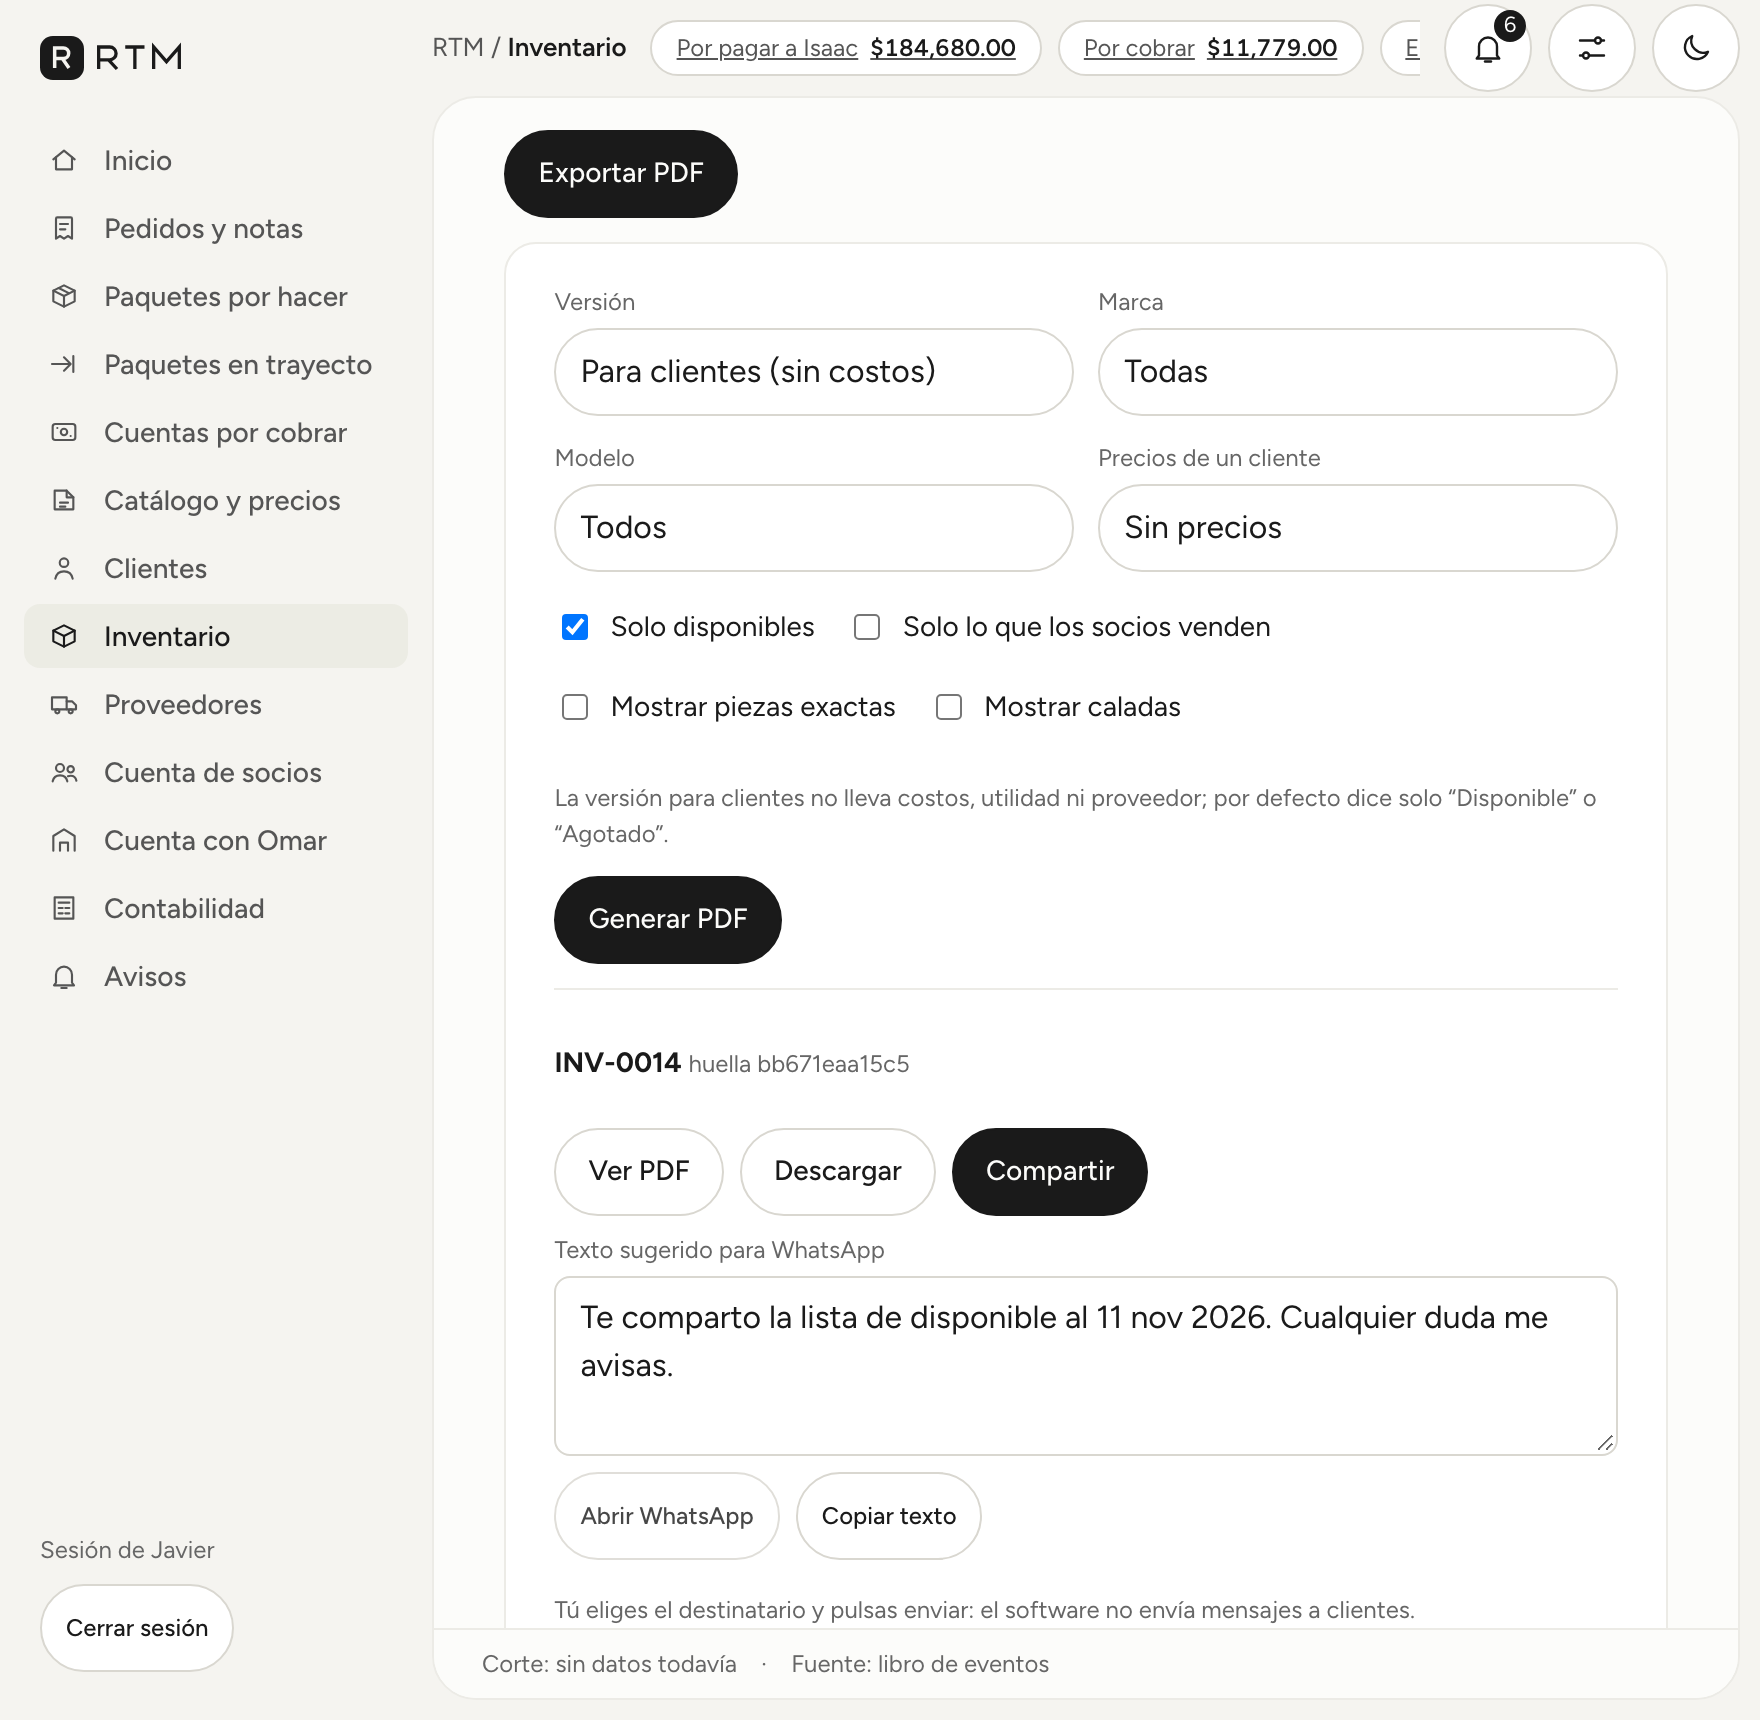 R RTM
RTM / Inventario
Por pagar a Isaac $184,680.00
Por cobrar $11,779.00
E
6
Inicio
Pedidos y notas
Paquetes por hacer
Paquetes en trayecto
Cuentas por cobrar
Catálogo y precios
Clientes
Inventario
Proveedores
Cuenta de socios
Cuenta con Omar
Contabilidad
Avisos
Sesión de Javier
Cerrar sesión
Exportar PDF
Versión
Para clientes (sin costos)
Marca
Todas
Modelo
Todos
Precios de un cliente
Sin precios
Solo disponibles
Solo lo que los socios venden
Mostrar piezas exactas
Mostrar caladas
La versión para clientes no lleva costos, utilidad ni proveedor; por defecto dice solo “Disponible” o
“Agotado”.
Generar PDF
INV-0014 huella bb671eaa15c5
Ver PDF
Descargar
Compartir
Texto sugerido para WhatsApp
Te comparto la lista de disponible al 11 nov 2026. Cualquier duda me
avisas.
Abrir WhatsApp
Copiar texto
Tú eliges el destinatario y pulsas enviar: el software no envía mensajes a clientes.
Corte: sin datos todavía · Fuente: libro de eventos